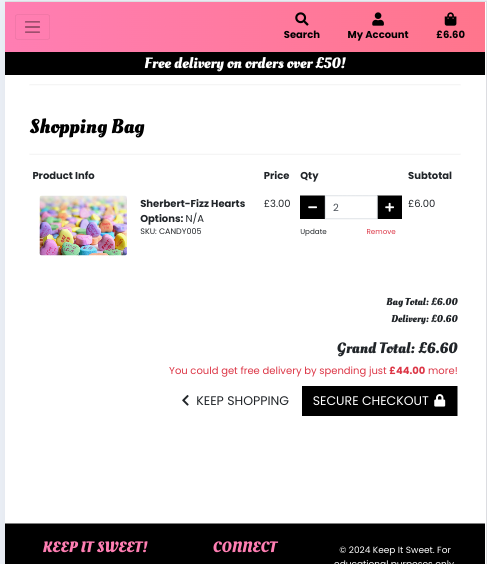 Search
My Account
£6.60
Free delivery on orders over £50!
Shopping Bag
Product Info Price Qty Subtotal
Sherbert-Fizz Hearts £3.00 2 £6.00
Options: N/A
SKU: CANDY005
Update Remove
Bag Total: £6.00
Delivery: £0.60
Grand Total: £6.60
You could get free delivery by spending just £44.00 more!
KEEP SHOPPING SECURE CHECKOUT
KEEP IT SWEET! CONNECT © 2024 Keep It Sweet. For
educational purposes only